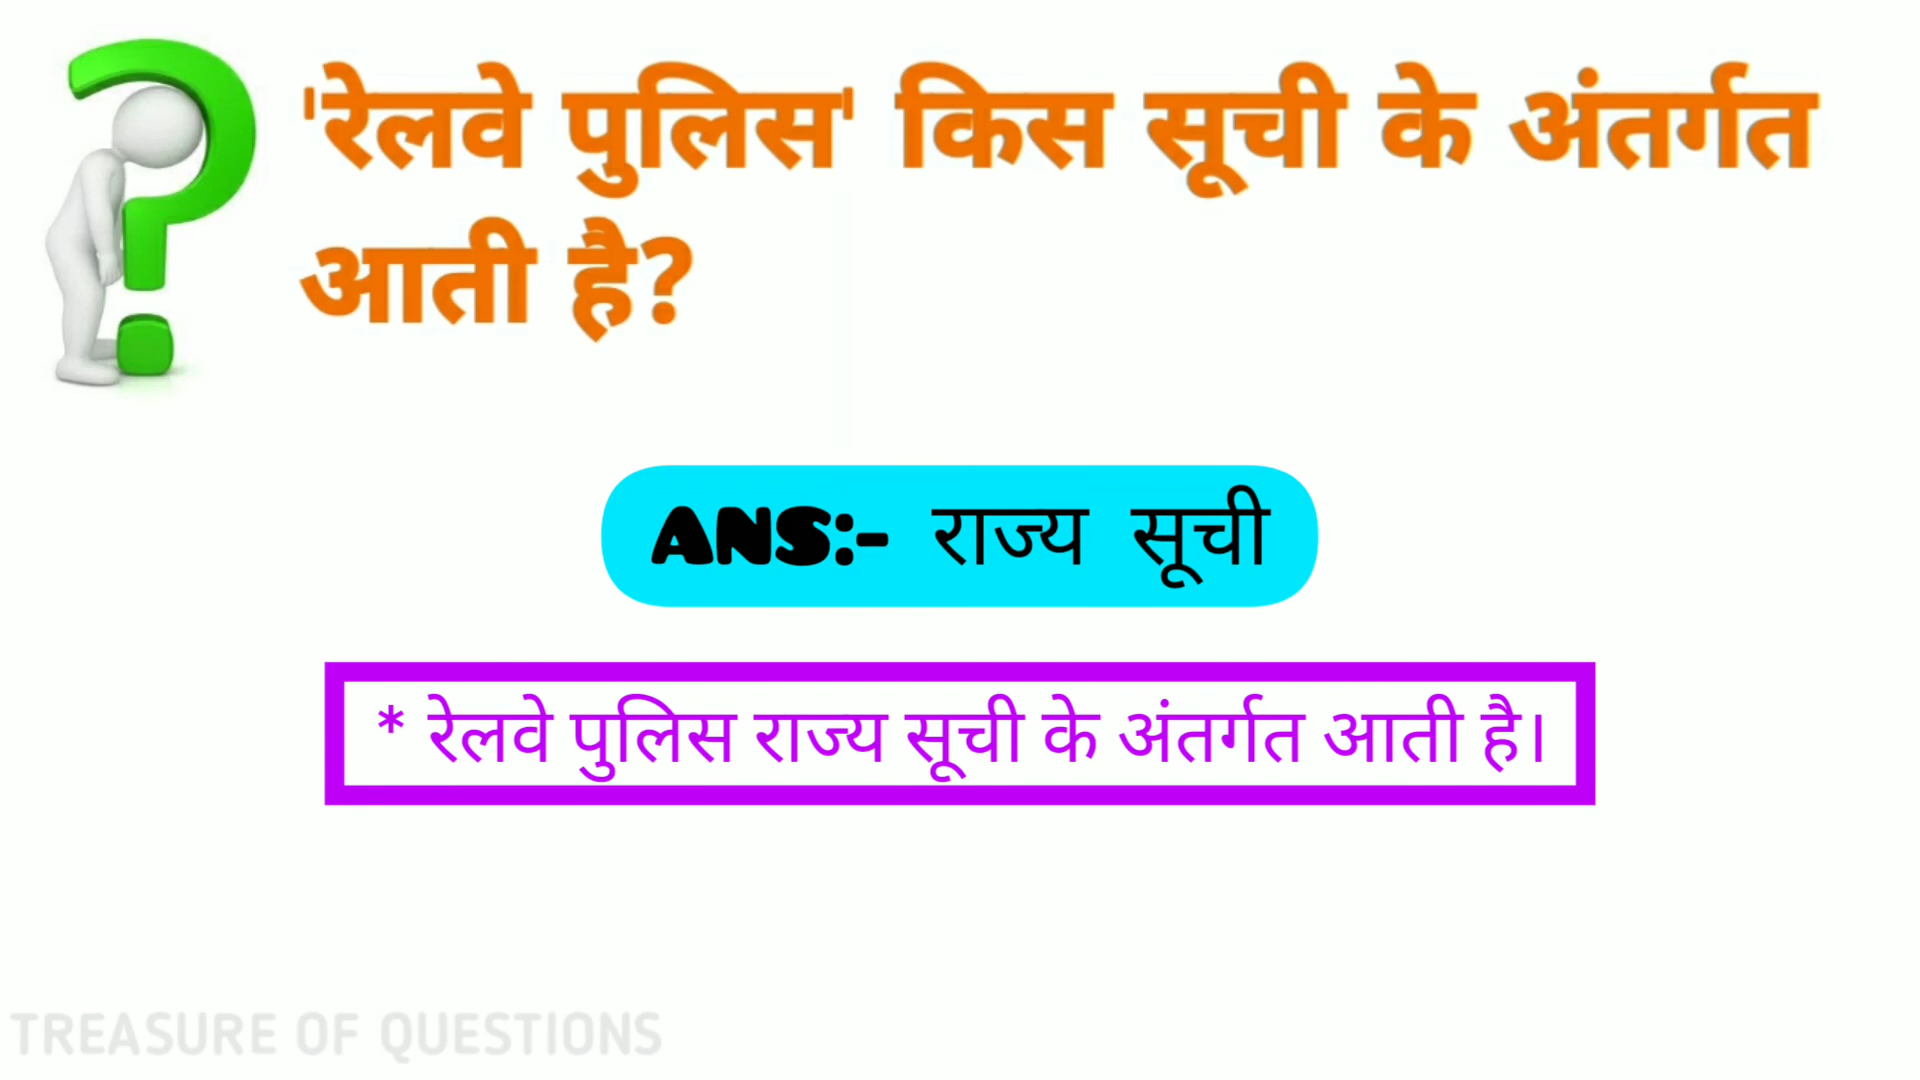 'रेलवे पुलिस' किस सूची के अंतर्गत
आती है?
ANS:- राज्य सूची
* रेलवे पुलिस राज्य सूची के अंतर्गत आती है।
TREASURE OF QUESTIONS